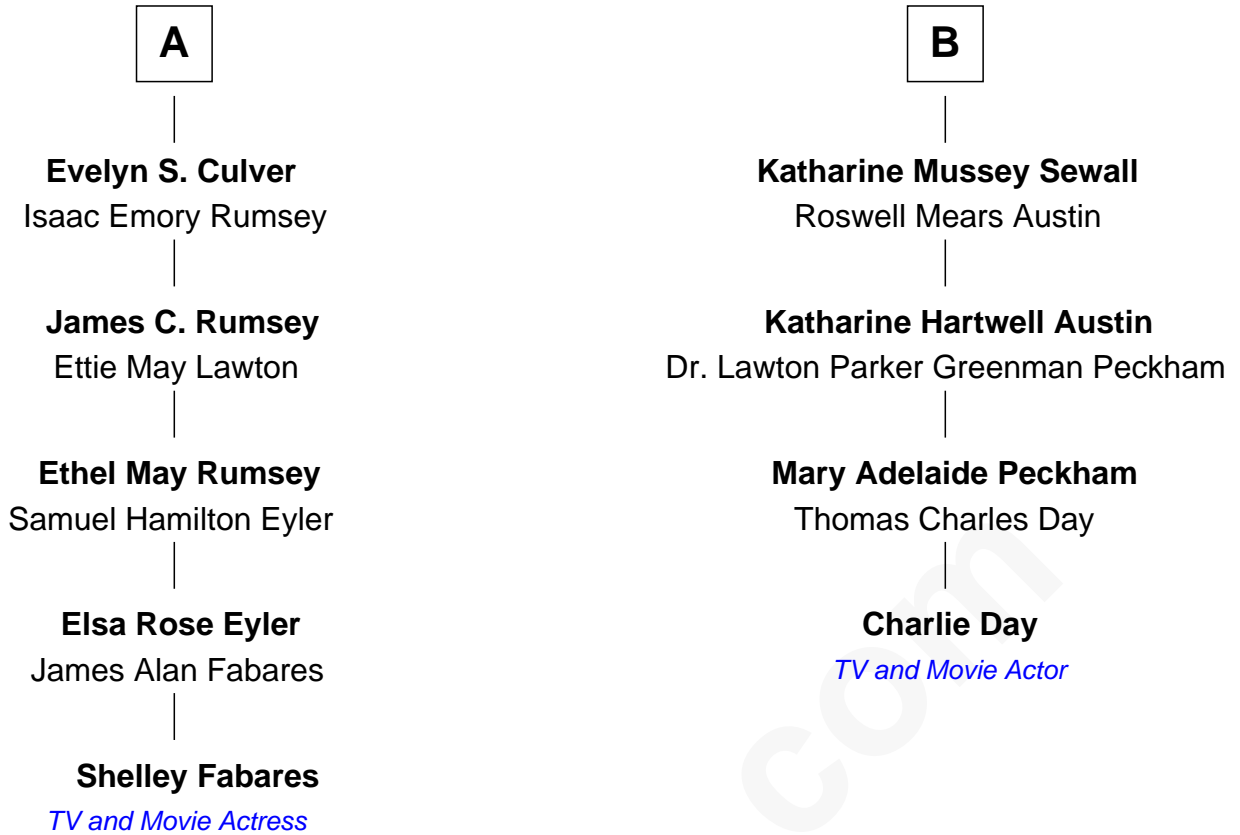 A
Evelyn S. Culver
Isaac Emory Rumsey
James C. Rumsey
Ettie May Lawton
Ethel May Rumsey
Samuel Hamilton Eyler
Elsa Rose Eyler
James Alan Fabares
Shelley Fabares
TV and Movie Actress
B
Katharine Mussey Sewall
Roswell Mears Austin
Katharine Hartwell Austin
Dr. Lawton Parker Greenman Peckham
Mary Adelaide Peckham
Thomas Charles Day
Charlie Day
TV and Movie Actor
com